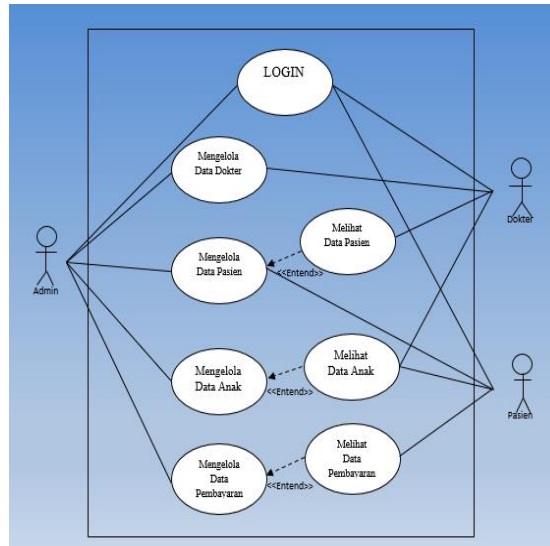 LOGIN
Mengelola
Data Dokter
Dokter
Melihat
Data Pasien
Mengelola
Data Pasien
<<Entend>>
Admin
Melihat
Data Anak
Mengelola
Data Anak
<<Entend>>
Pasien
Melihat
Data
Pembayaran
Mengelola
Data
Pembayaran
<<Entend>>